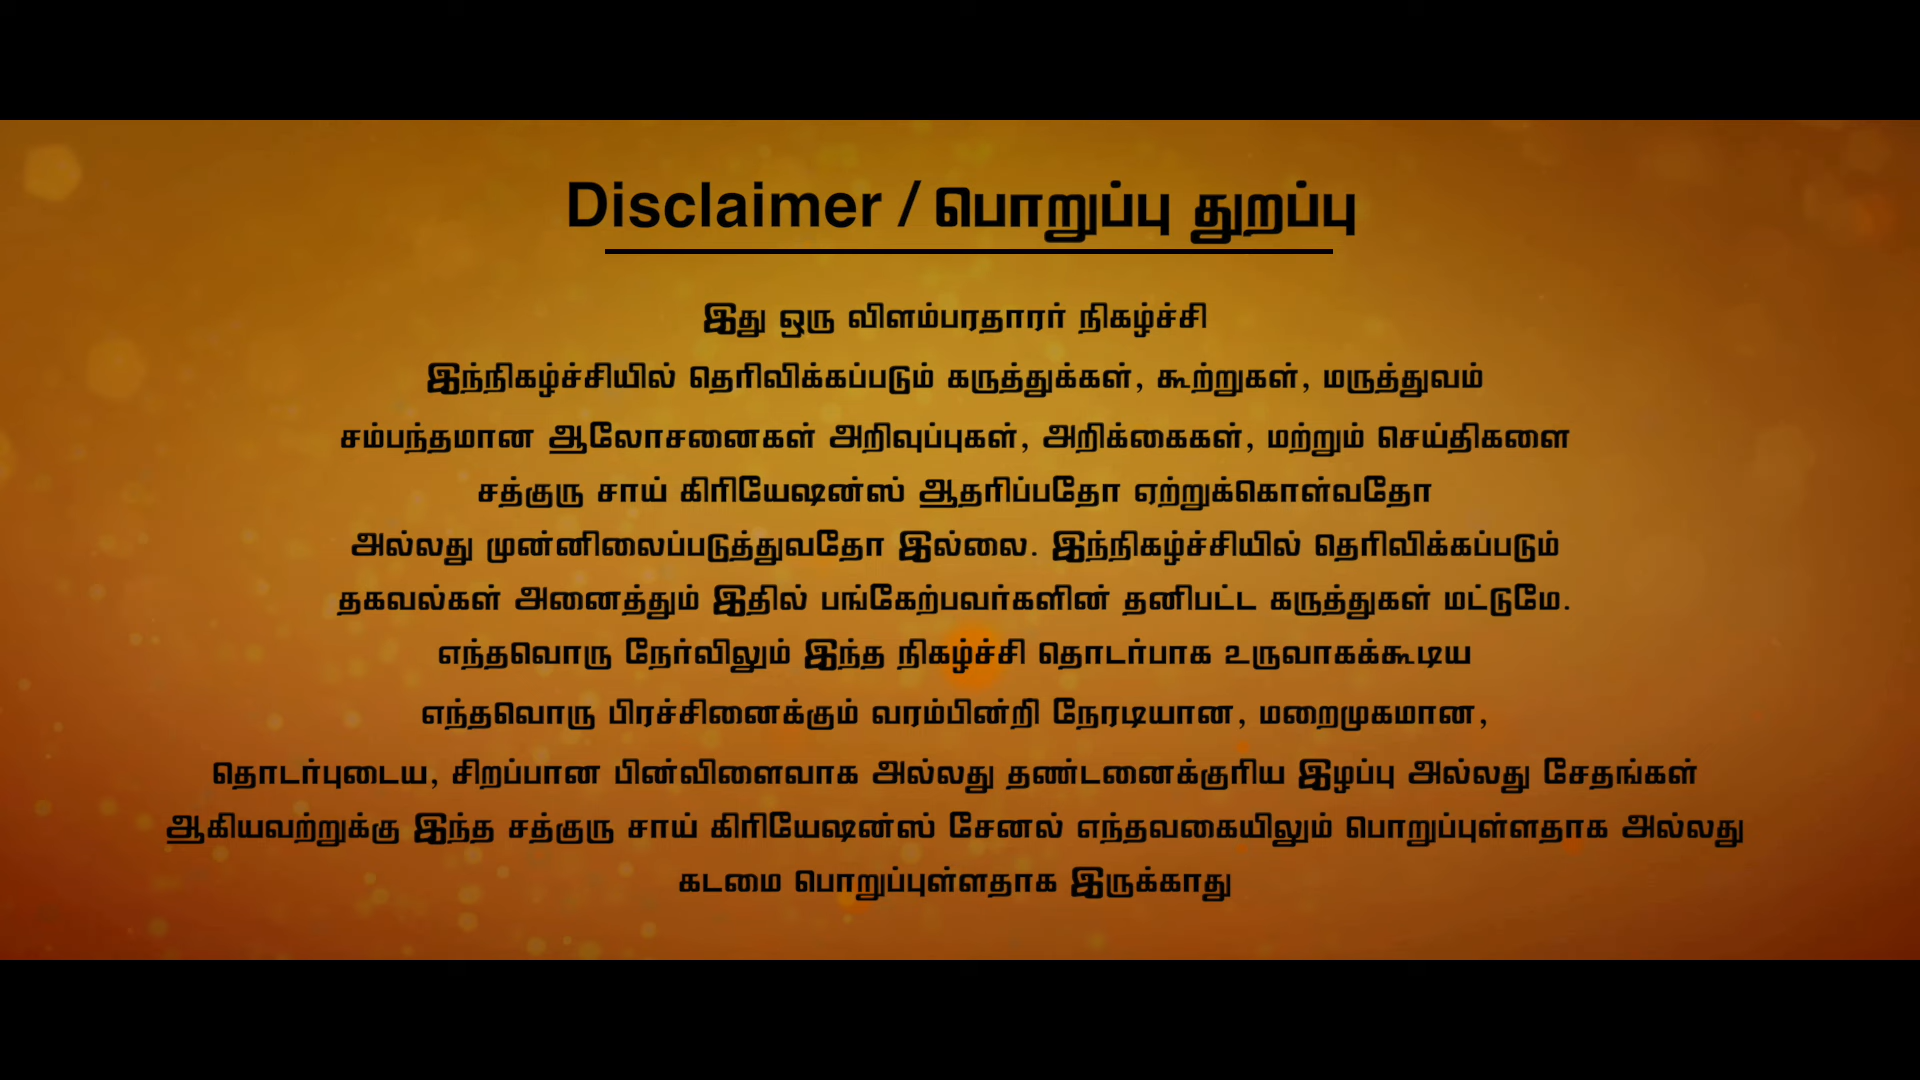 Disclaimer / பொறுப்பு துறப்பு
இது ஒரு விளம்பரதாரர் நிகழ்ச்சி
இந்நிகழ்ச்சியில் தெரிவிக்கப்படும் கருத்துக்கள், கூற்றுகள், மருத்துவம்
சம்பந்தமான ஆலோசனைகள் அறிவுப்புகள், அறிக்கைகள், மற்றும் செய்திகளை
சத்குரு சாய் கிரியேஷன்ஸ் ஆதரிப்பதோ ஏற்றுக்கொள்வதோ
அல்லது முன்னிலைப்படுத்துவதோ இல்லை. இந்நிகழ்ச்சியில் தெரிவிக்கப்படும்
தகவல்கள் அனைத்தும் இதில் பங்கேற்பவர்களின் தனிபட்ட கருத்துகள் மட்டுமே.
எந்தவொரு நேர்விலும் இந்த நிகழ்ச்சி தொடர்பாக உருவாகக்கூடிய
எந்தவொரு பிரச்சினைக்கும் வரம்பின்றி நேரடியான, மறைமுகமான,
தொடர்புடைய, சிறப்பான பின்விளைவாக அல்லது தண்டனைக்குரிய இழப்பு அல்லது சேதங்கள்
ஆகியவற்றுக்கு இந்த சத்குரு சாய் கிரியேஷன்ஸ் சேனல் எந்தவகையிலும் பொறுப்புள்ளதாக அல்லது
கடமை பொறுப்புள்ளதாக இருக்காது